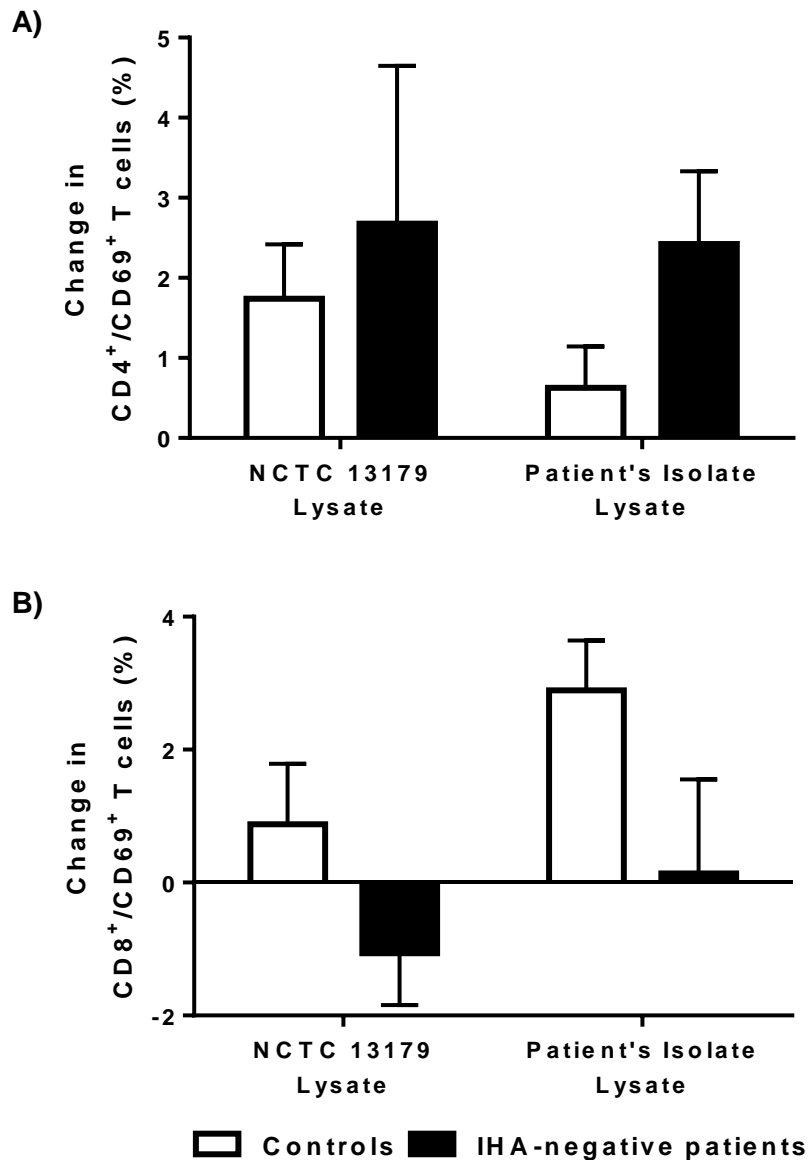 A)
Change in
CD4⁺/CD69⁺ T cells (%)
5
4
3
2
1
0
NCTC 13179
Lysate
Patient's Isolate
Lysate
B)
Change in
CD8⁺/CD69⁺ T cells (%)
4
2
0
-2
NCTC 13179
Lysate
Patient's Isolate
Lysate
Controls IHA-negative patients